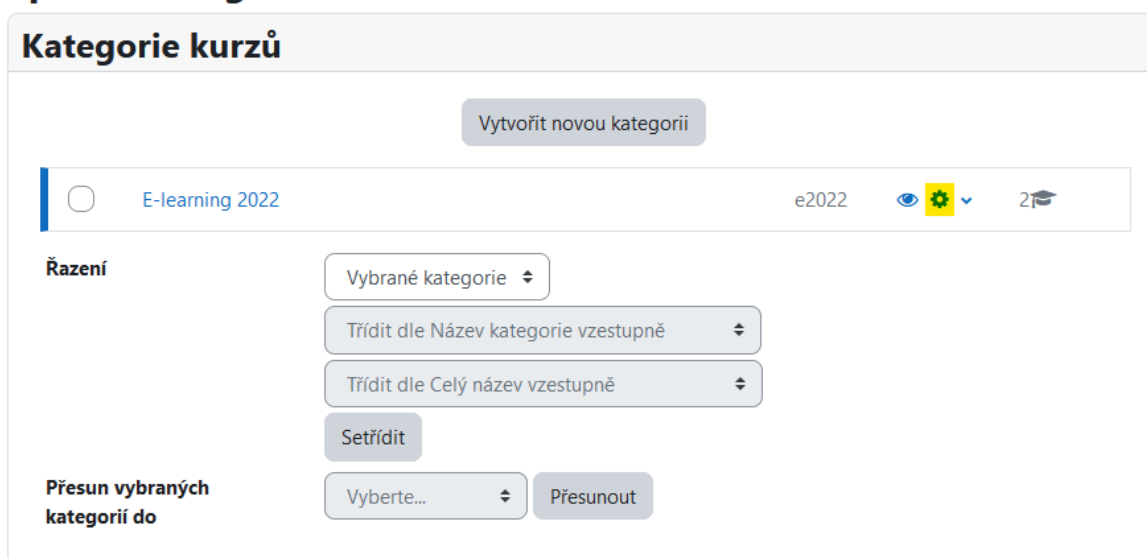 Kategorie kurzů
Vytvořit novou kategorii
E-learning 2022 e2022 2
Řazení Vybrané kategorie
Třídit dle Název kategorie vzestupně
Třídit dle Celý název vzestupně
Setřídit
Přesun vybraných kategorií do Vyberte... Přesunout